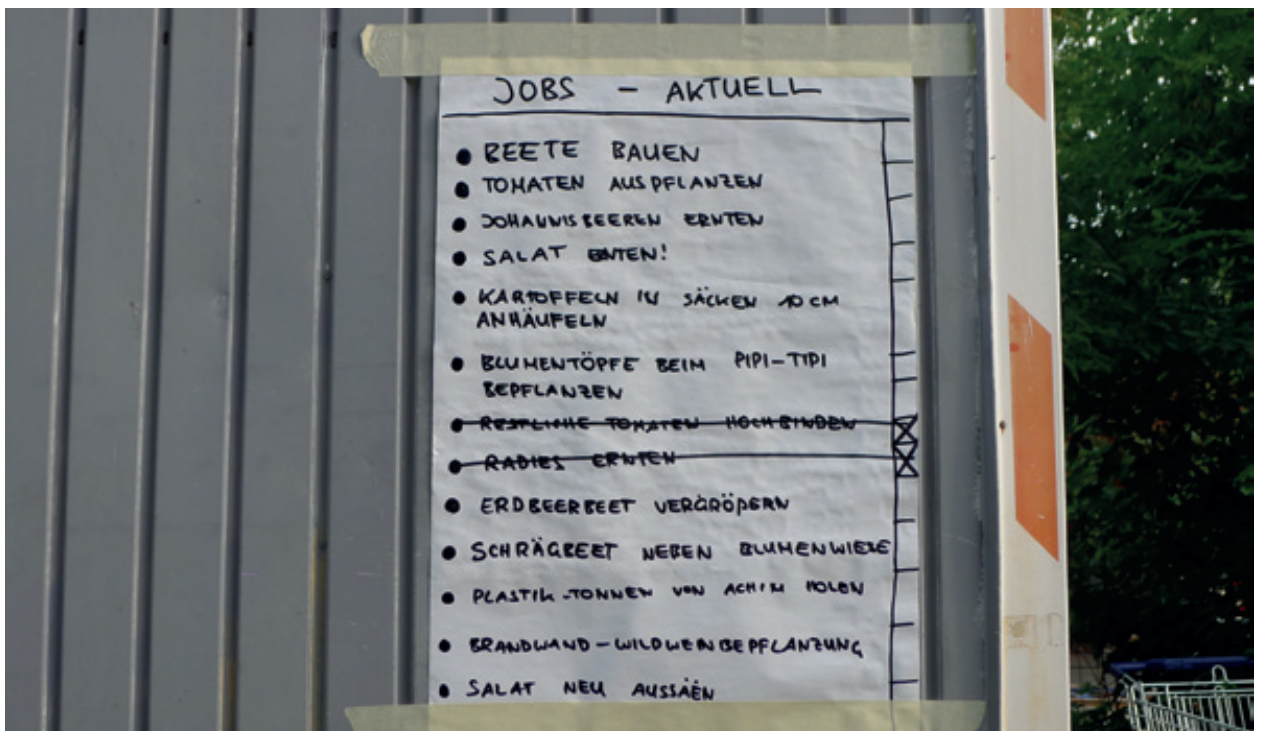 JOBS – AKTUELL
• BEETE BAUEN
• TOMATEN AUSPFLANZEN
• JOHANNISBEEREN ERNTEN
• SALAT ERNTEN!
• KARTOFFELN IN SÄCKEN 10 CM
ANHÄUFELN
• BLUMENTÖPFE BEIM PIPI-TIPI
BEPFLANZEN
• RESTLICHE TOMATEN HOCHBINDEN
• RADIES ERNTEN
• ERDBEERBEET VERGRÖßERN
• SCHRÄGBEET NEBEN BLUMENWIESE
• PLASTIK-TONNEN VON ACHIM HOLEN
• BRANDWAND-WILDWEINBEPFLANZUNG
• SALAT NEU AUSSÄEN